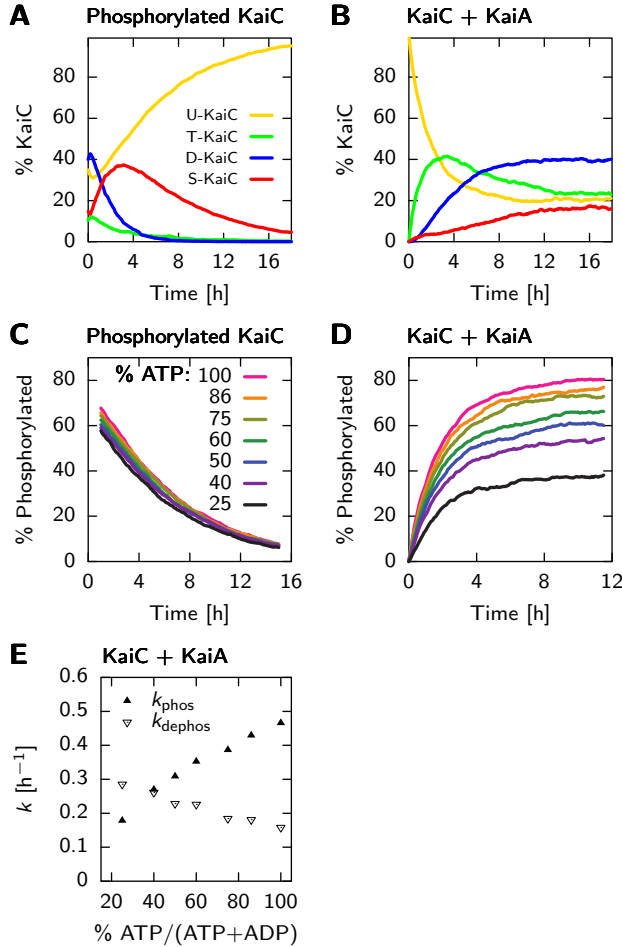 A Phosphorylated KaiC
% KaiC
80
60
40
20
0
U-KaiC
T-KaiC
D-KaiC
S-KaiC
0 4 8 12 16
Time [h]
B KaiC + KaiA
% KaiC
80
60
40
20
0
0 4 8 12 16
Time [h]
C Phosphorylated KaiC
% Phosphorylated
80
60
40
20
0
% ATP: 100
86
75
60
50
40
25
0 4 8 12 16
Time [h]
D KaiC + KaiA
% Phosphorylated
80
60
40
20
0
0 4 8 12
Time [h]
E KaiC + KaiA
k [h⁻¹]
0.6
0.5
0.4
0.3
0.2
0.1
0
kphos
kdephos
20 40 60 80 100
% ATP/(ATP+ADP)